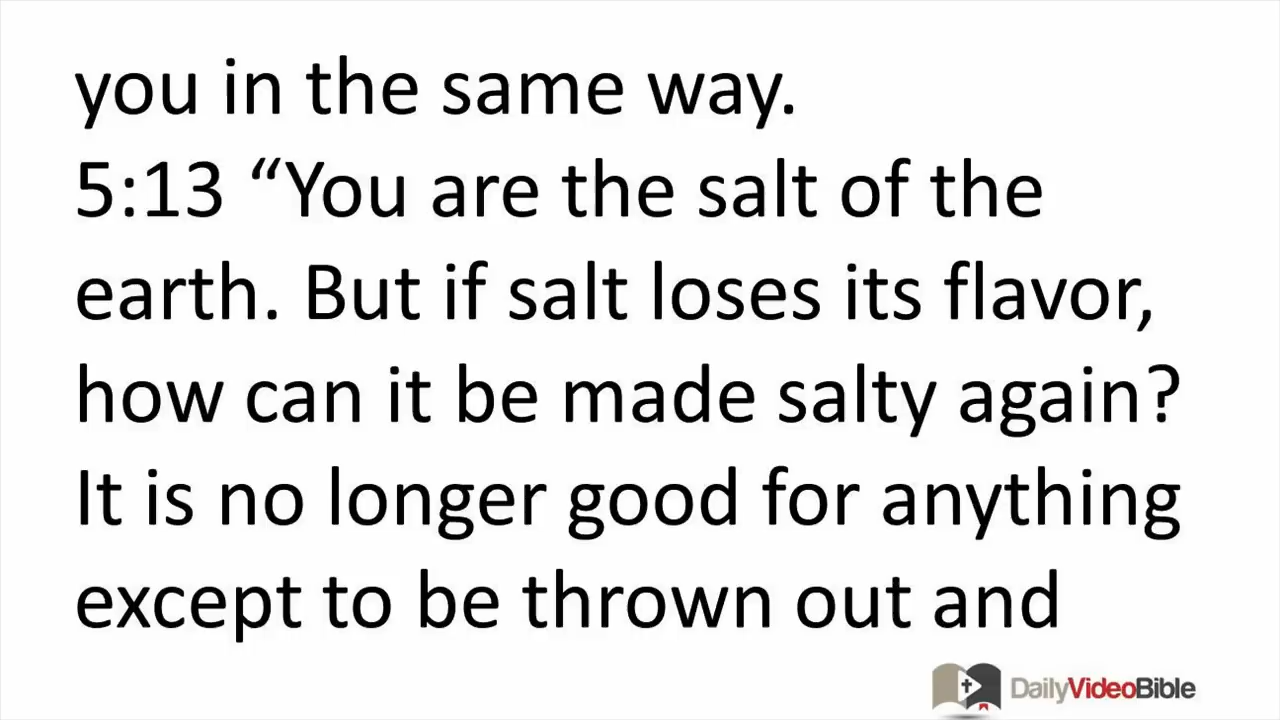 you in the same way.
5:13 “You are the salt of the
earth. But if salt loses its flavor,
how can it be made salty again?
It is no longer good for anything
except to be thrown out and
DailyVideoBible